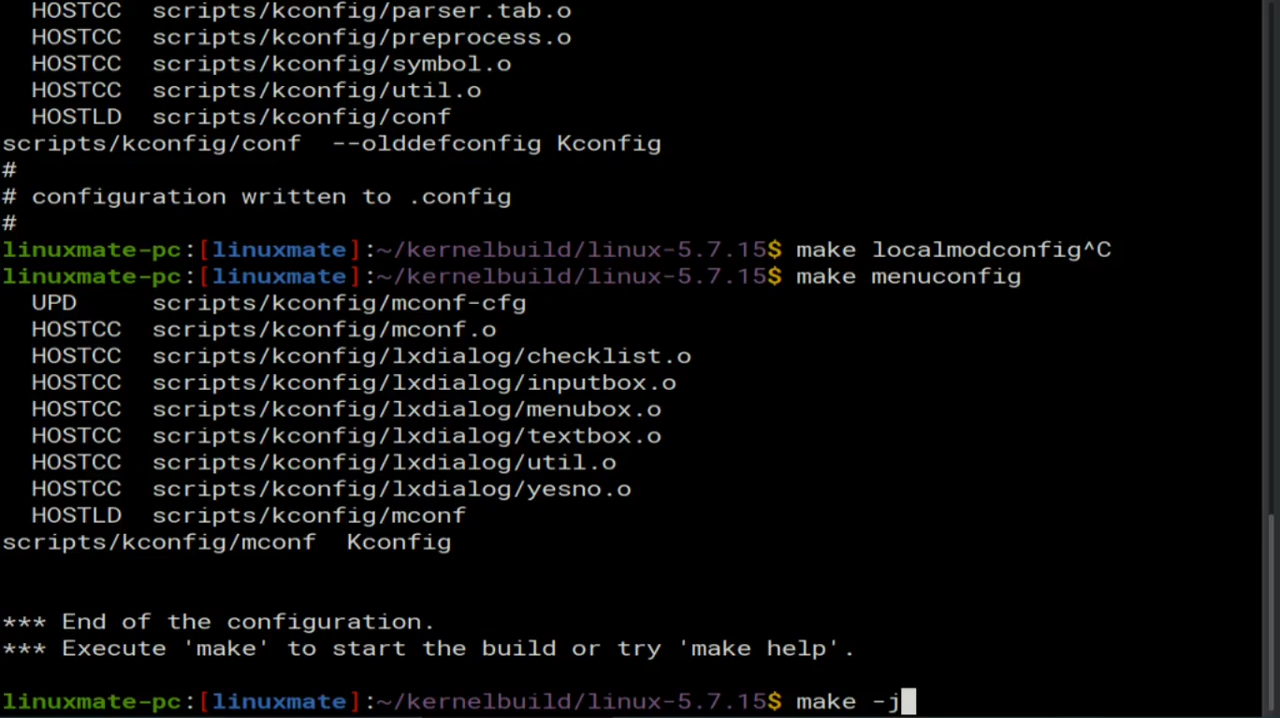 HOSTCC  scripts/kconfig/parser.tab.o
HOSTCC  scripts/kconfig/preprocess.o
HOSTCC  scripts/kconfig/symbol.o
HOSTCC  scripts/kconfig/util.o
HOSTLD  scripts/kconfig/conf
scripts/kconfig/conf  --olddefconfig Kconfig
#
# configuration written to .config
#
linuxmate-pc:[linuxmate]:~/kernelbuild/linux-5.7.15$ make localmodconfig^C
linuxmate-pc:[linuxmate]:~/kernelbuild/linux-5.7.15$ make menuconfig
UPD     scripts/kconfig/mconf-cfg
HOSTCC  scripts/kconfig/mconf.o
HOSTCC  scripts/kconfig/lxdialog/checklist.o
HOSTCC  scripts/kconfig/lxdialog/inputbox.o
HOSTCC  scripts/kconfig/lxdialog/menubox.o
HOSTCC  scripts/kconfig/lxdialog/textbox.o
HOSTCC  scripts/kconfig/lxdialog/util.o
HOSTCC  scripts/kconfig/lxdialog/yesno.o
HOSTLD  scripts/kconfig/mconf
scripts/kconfig/mconf  Kconfig
*** End of the configuration.
*** Execute 'make' to start the build or try 'make help'.
linuxmate-pc:[linuxmate]:~/kernelbuild/linux-5.7.15$ make -j